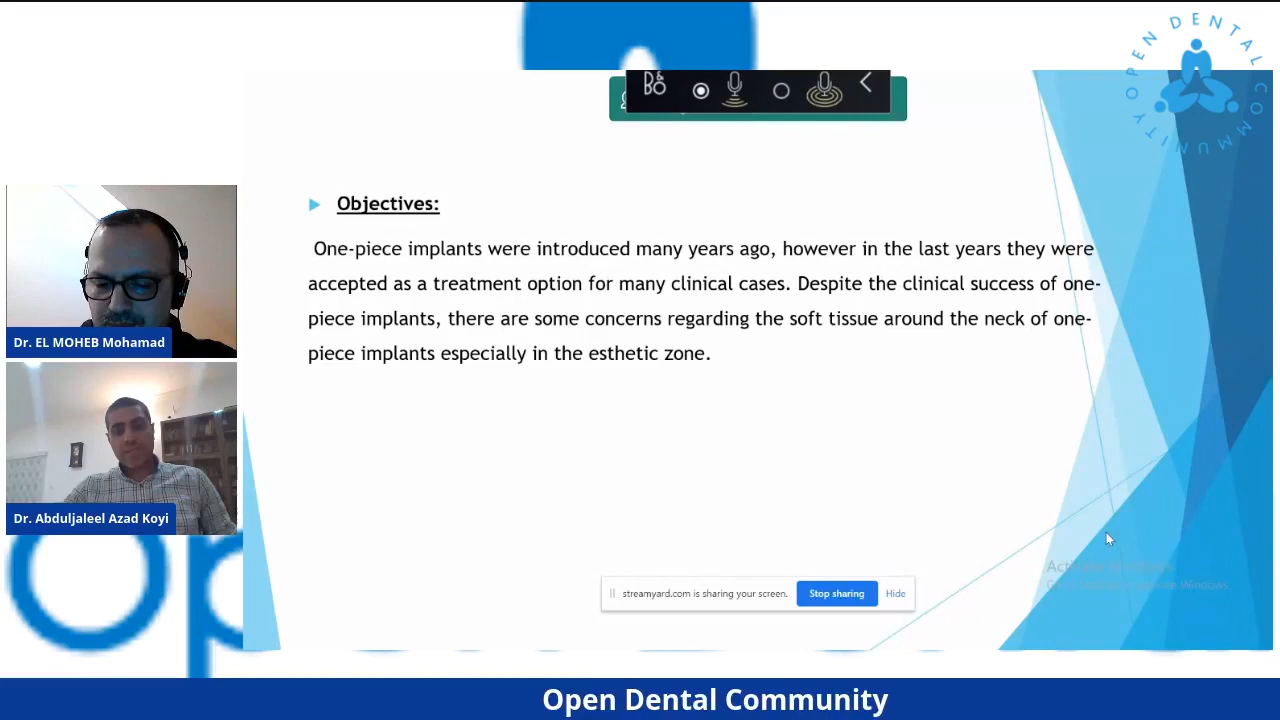 OPEN DENTAL COMMUNITY
Objectives:
One-piece implants were introduced many years ago, however in the last years they were
accepted as a treatment option for many clinical cases. Despite the clinical success of one-
piece implants, there are some concerns regarding the soft tissue around the neck of one-
piece implants especially in the esthetic zone.
Dr. EL MOHEB Mohamad
Dr. Abduljaleel Azad Koyi
streamyard.com is sharing your screen.
Stop sharing
Hide
Op
Open Dental Community